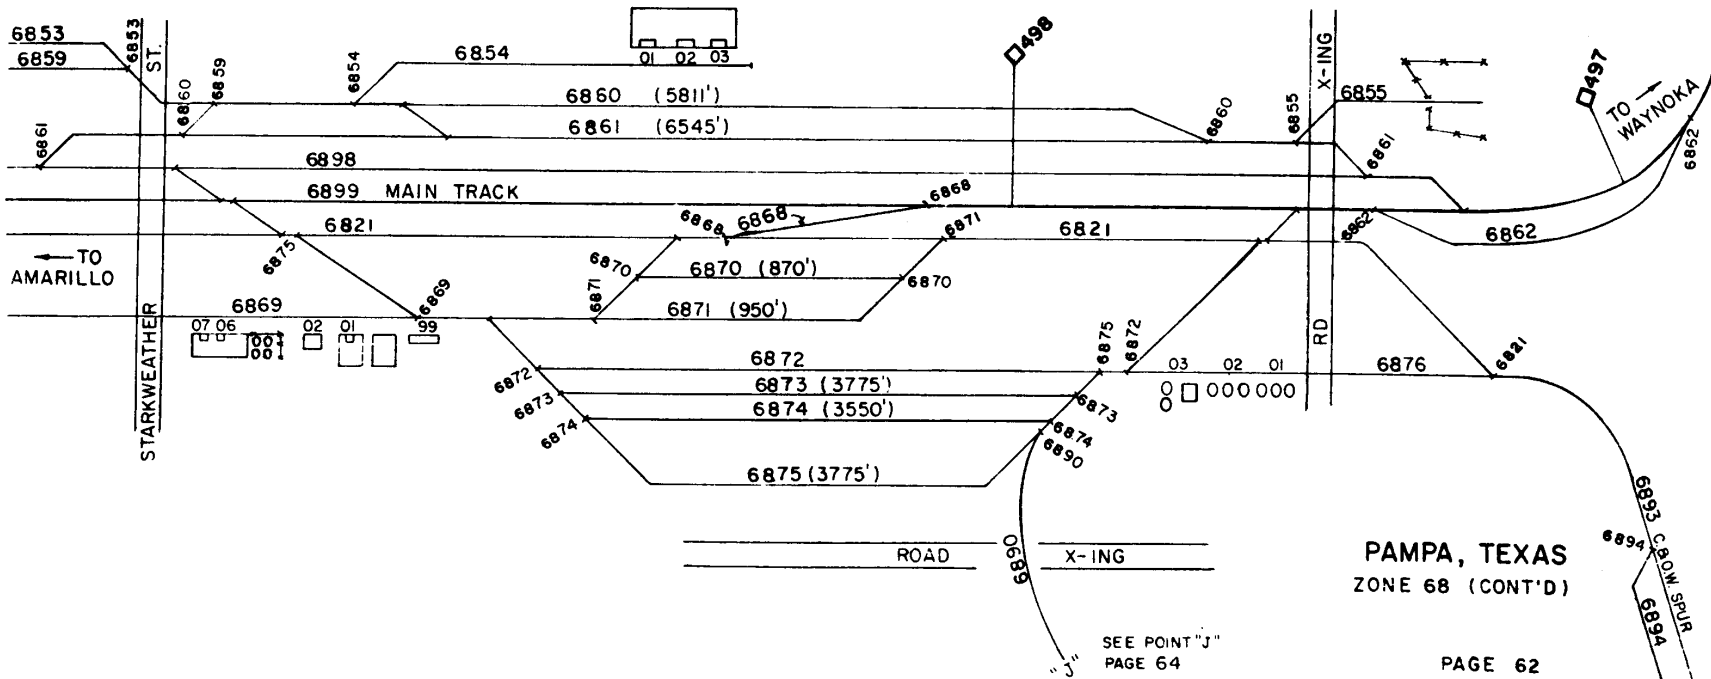 6853
6853
ST.
6859
6860
6859
6854
6854
01 02 03
498
X-ING
497
TO
WAYNOKA
6855
6855
6860 (5811')
6860
6861
6861 (6545')
6861
6862
6898
6899 MAIN TRACK
6868
6868
6868
6871
6821
6821
6862
6862
6875
TO
AMARILLO
6870
6870 (870')
6870
6869
6869
6871
6871 (950')
07 06
02
01
99
STARKWEATHER
RD
6872
6872
6875
6872
03 02 01
6876
6821
6873
6873 (3775')
6873
6874
6874 (3550')
6874
6890
6875 (3775')
ROAD X-ING
6890
6893
6894
C.B.O.W. SPUR
6894
PAMPA, TEXAS
ZONE 68 (CONT'D)
"J"
SEE POINT "J"
PAGE 64
PAGE 62